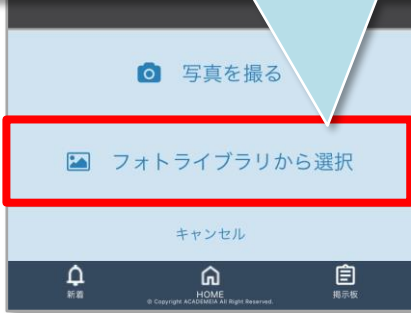 写真を撮る
フォトライブラリから選択
キャンセル
新着
HOME
掲示板
© Copyright ACADEMEIA All Right Reserved.